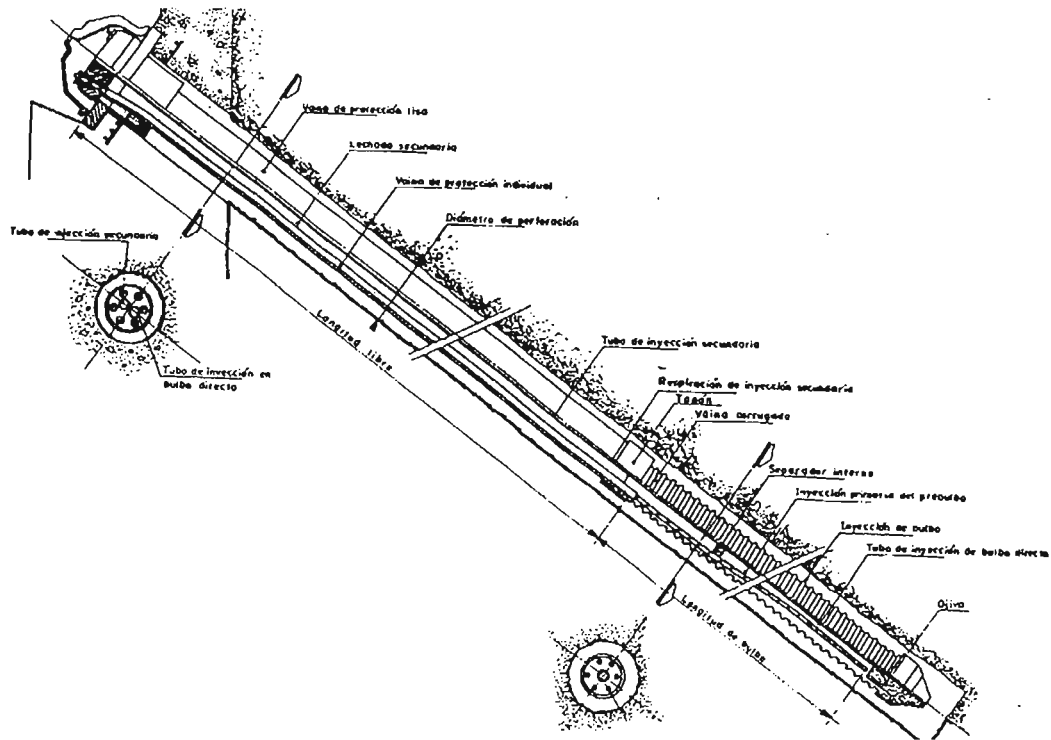 Vaina de protección lisa
Lechada secundaria
Vaina de protección individual
Diámetro de perforación
Tubo de inyección secundaria
Tubo de inyección en
bulbo directo
Longitud libre
Tubo de inyección secundaria
Respiración de inyección secundaria
Tapón
Vaina corrugada
Separador interno
Inyección primaria del prebulbo
Inyección de bulbo
Tubo de inyección de bulbo directo
Ojiva
Longitud de bulbo